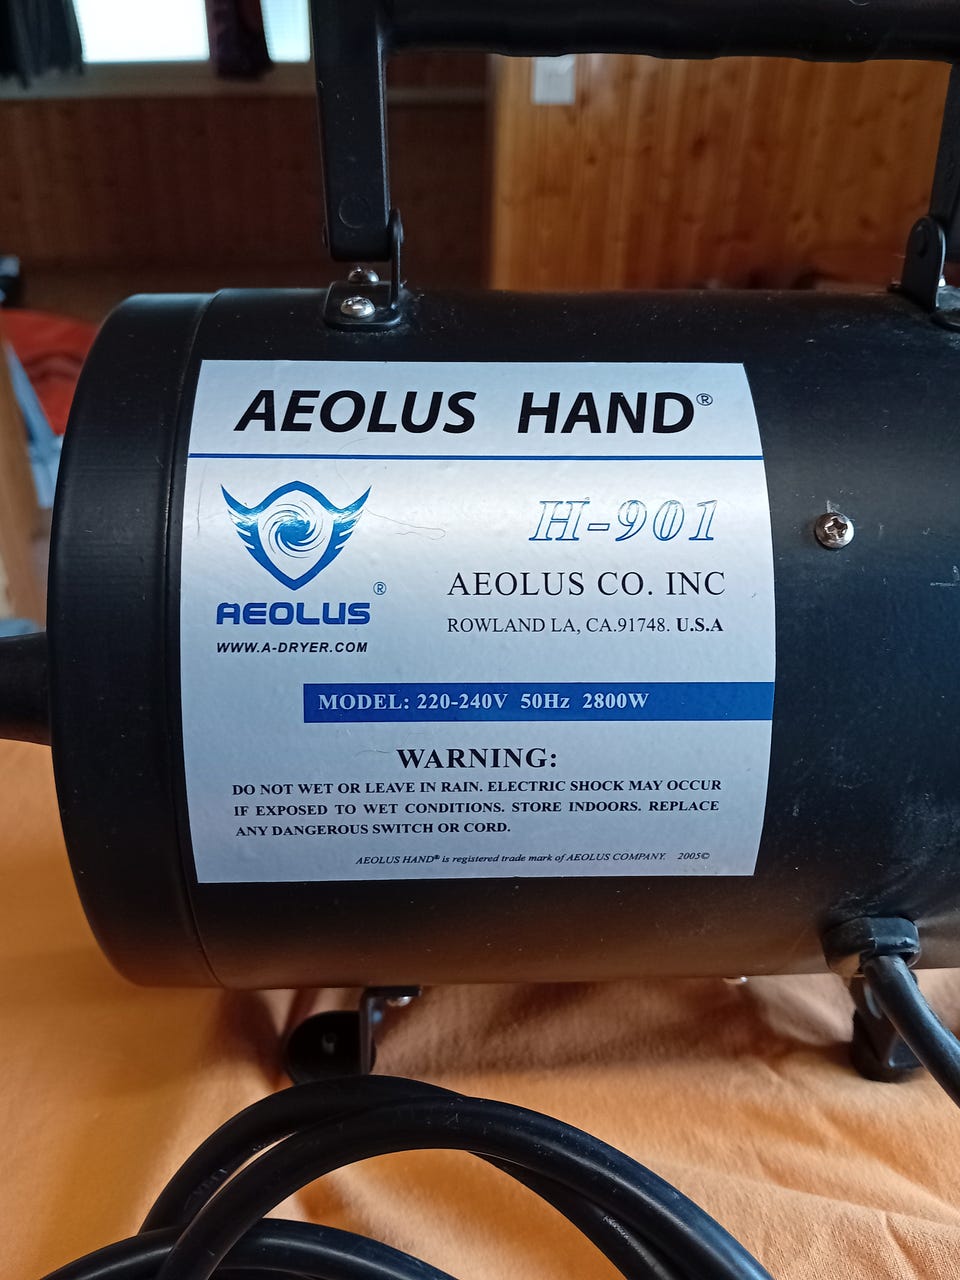 AEOLUS HAND®
H-901
AEOLUS®
WWW.A-DRYER.COM
AEOLUS CO. INC
ROWLAND LA, CA.91748. U.S.A
MODEL: 220-240V 50Hz 2800W
WARNING:
DO NOT WET OR LEAVE IN RAIN. ELECTRIC SHOCK MAY OCCUR
IF EXPOSED TO WET CONDITIONS. STORE INDOORS. REPLACE
ANY DANGEROUS SWITCH OR CORD.
AEOLUS HAND® is registered trade mark of AEOLUS COMPANY. 2005©